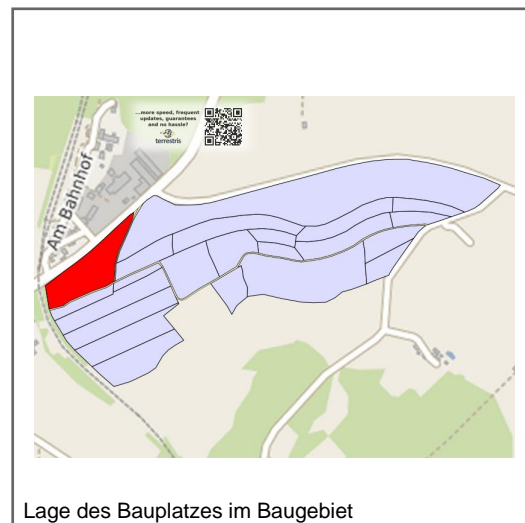 ...more speed, frequent
updates, guarantees
and no hassle?
terrestris
Am Bahnhof
Lage des Bauplatzes im Baugebiet